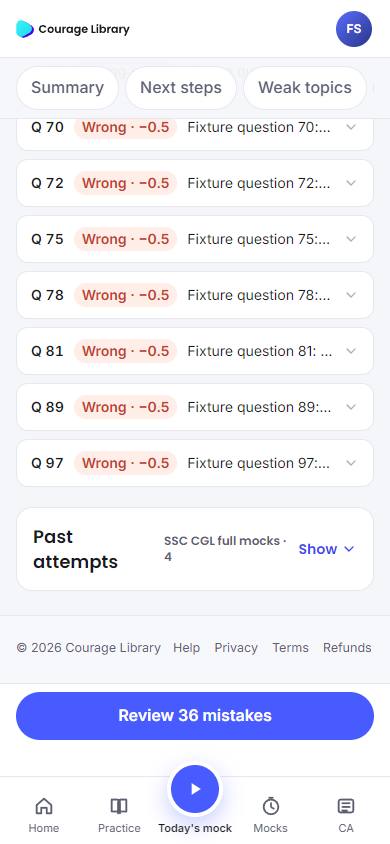 Courage Library
FS
Summary
Next steps
Weak topics
Q 70 Wrong · −0.5 Fixture question 70:...
Q 72 Wrong · −0.5 Fixture question 72:...
Q 75 Wrong · −0.5 Fixture question 75:...
Q 78 Wrong · −0.5 Fixture question 78:...
Q 81 Wrong · −0.5 Fixture question 81: ...
Q 89 Wrong · −0.5 Fixture question 89:...
Q 97 Wrong · −0.5 Fixture question 97:...
Past
attempts
SSC CGL full mocks ·
4
Show
© 2026 Courage Library Help Privacy Terms Refunds
Review 36 mistakes
Home Practice Today's mock Mocks CA